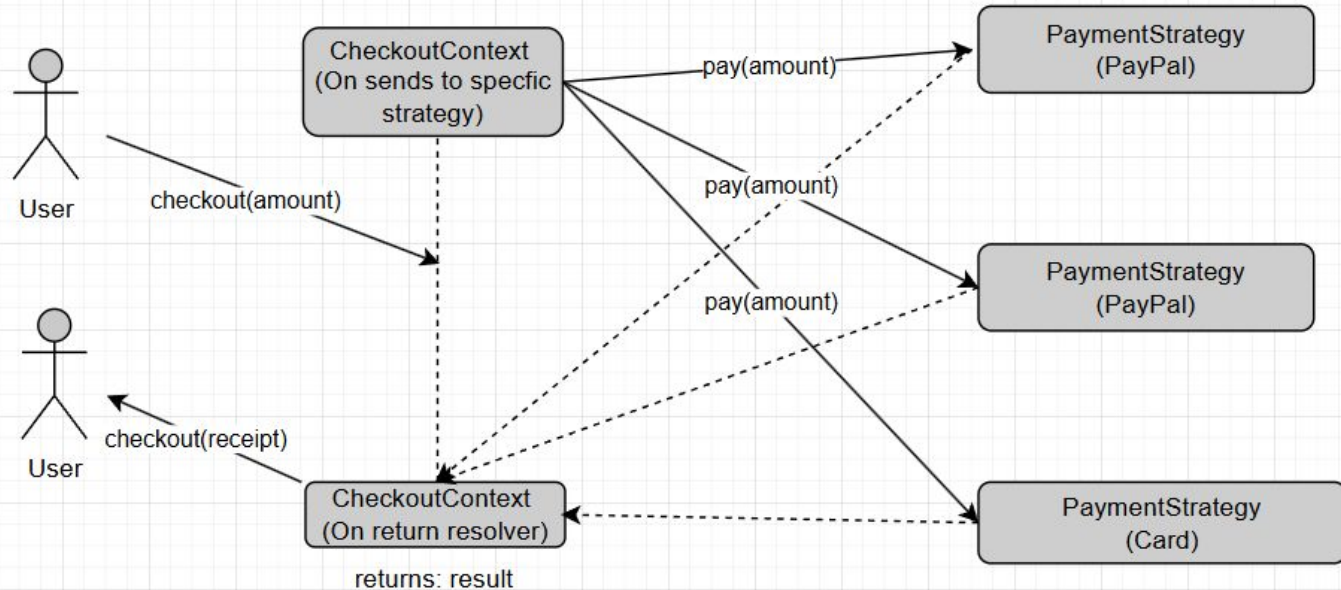 CheckoutContext
(On sends to specfic
strategy)
PaymentStrategy
(PayPal)
pay(amount)
User
checkout(amount)
pay(amount)
PaymentStrategy
(PayPal)
pay(amount)
User
checkout(receipt)
CheckoutContext
(On return resolver)
returns: result
PaymentStrategy
(Card)